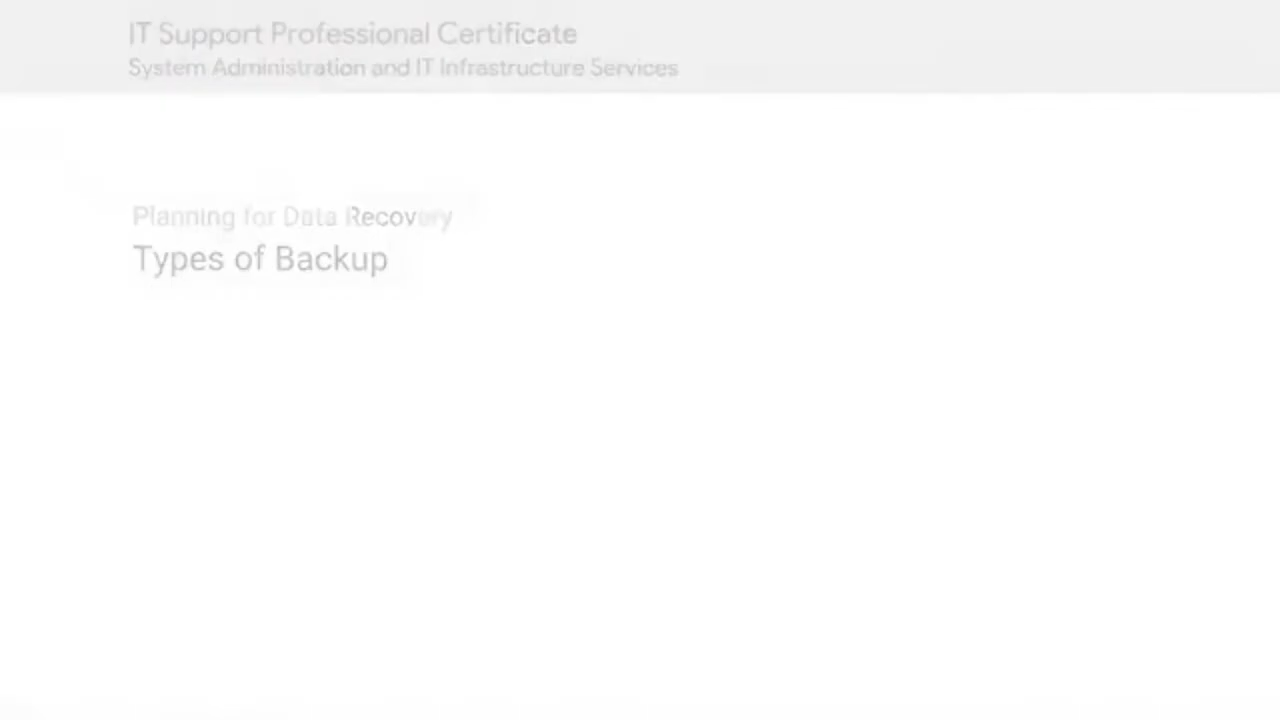 IT Support Professional Certificate
System Administration and IT Infrastructure Services
Planning for Data Recovery
Types of Backup